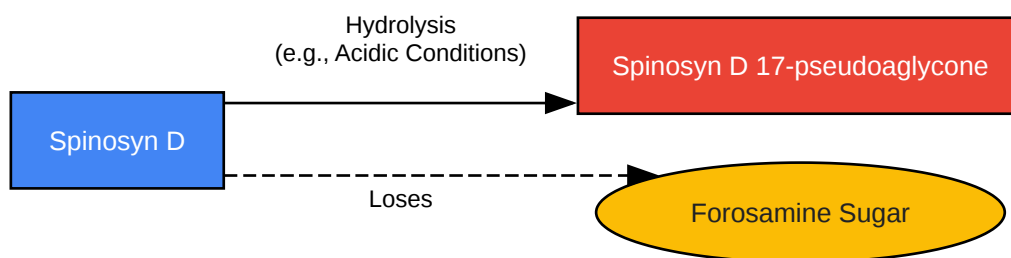 Hydrolysis
(e.g., Acidic Conditions)
Spinosyn D 17-pseudoaglycone
Spinosyn D
Loses
Forosamine Sugar